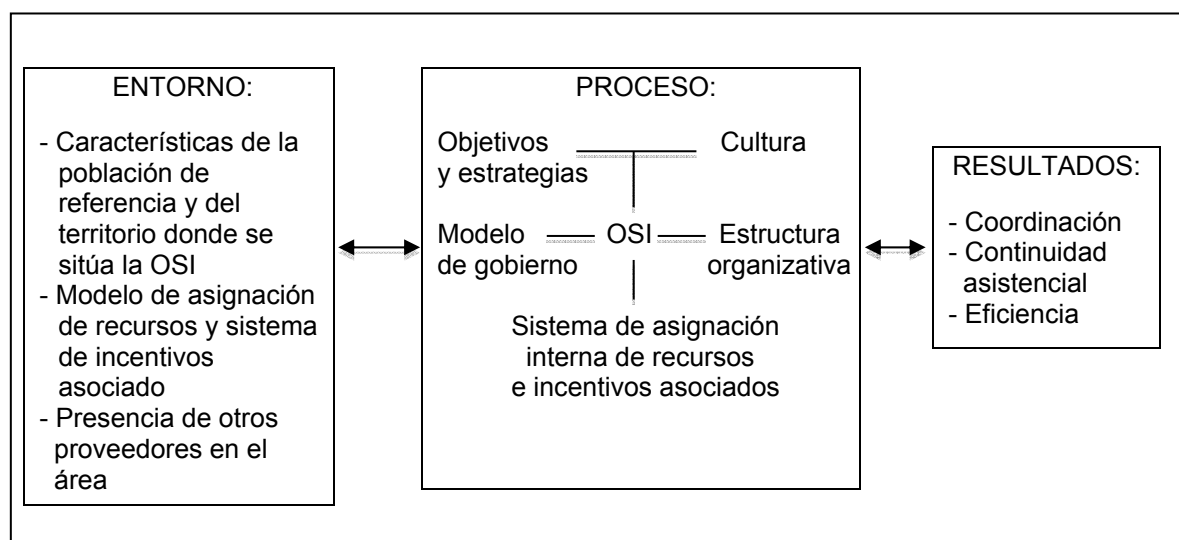 ENTORNO:
- Características de la
población de
referencia y del
territorio donde se
sitúa la OSI
- Modelo de asignación
de recursos y sistema
de incentivos
asociado
- Presencia de otros
proveedores en el
área
PROCESO:
Objetivos
y estrategias
Cultura
Modelo
de gobierno
OSI
Estructura
organizativa
Sistema de asignación
interna de recursos
e incentivos asociados
RESULTADOS:
- Coordinación
- Continuidad
asistencial
- Eficiencia